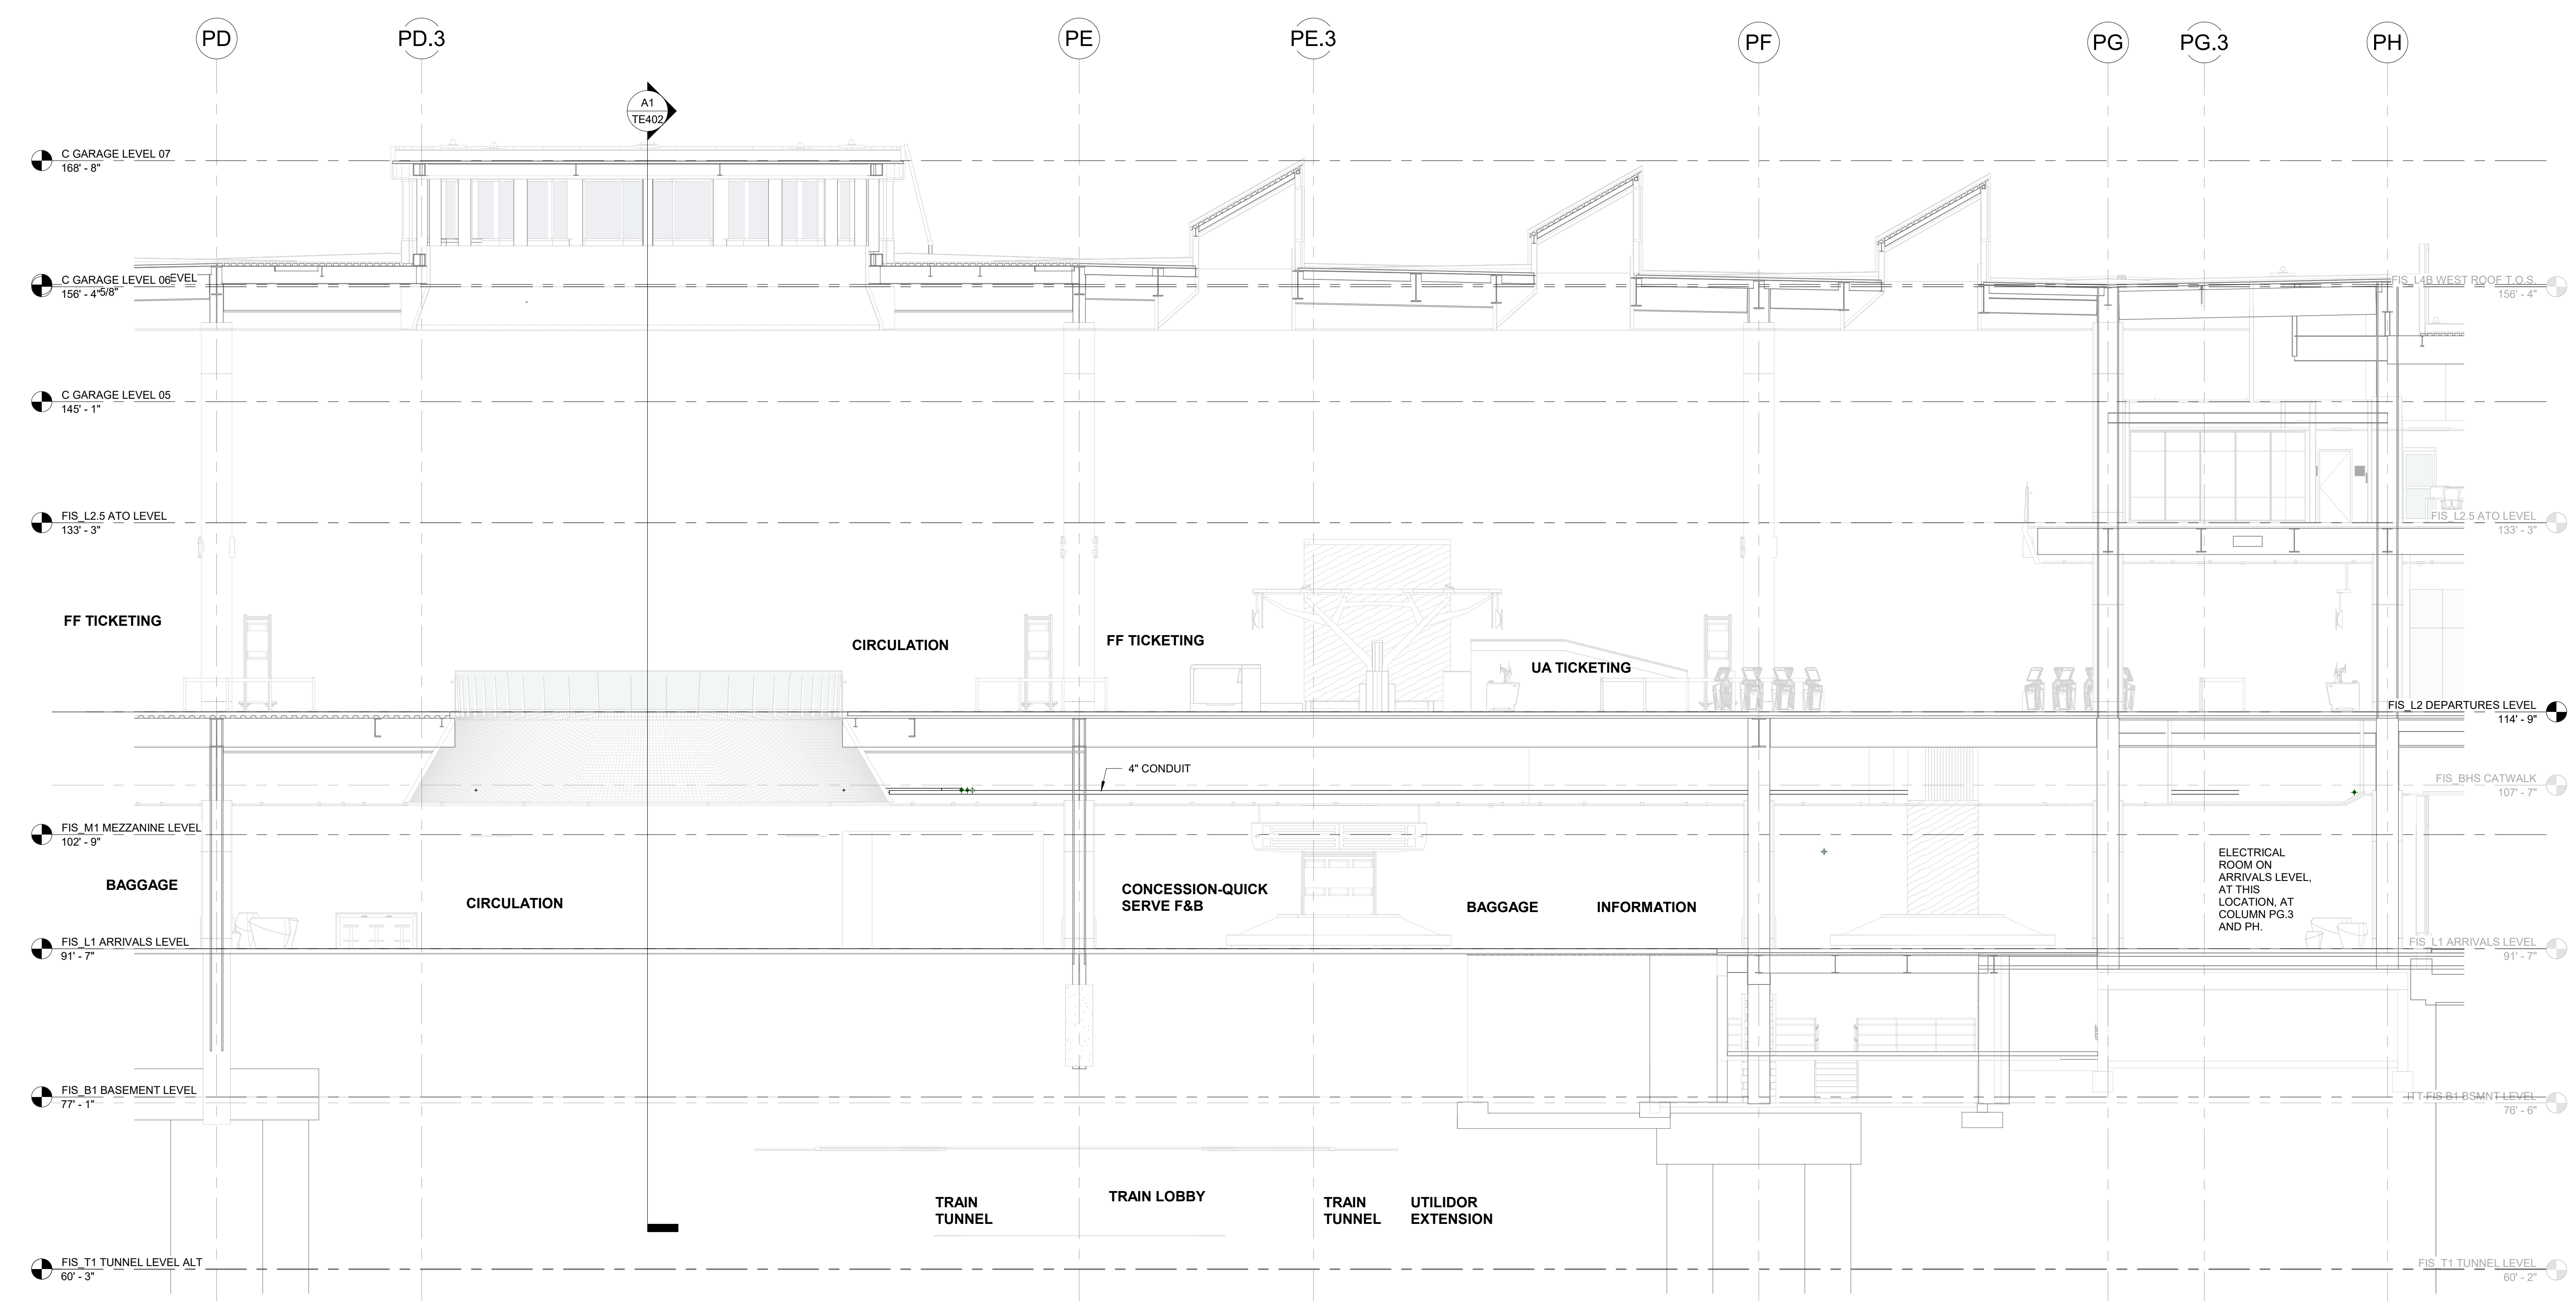 PD
PD.3
PE
PE.3
PF
PG
PG.3
PH
A1
TE402
C GARAGE LEVEL 07
168' - 8"
C GARAGE LEVEL 06
EVEL
156' - 4"
5/8"
FIS_L4B WEST ROOF T.O.S.
156' - 4"
C GARAGE LEVEL 05
145' - 1"
FIS_L2.5 ATO LEVEL
133' - 3"
FIS_L2.5 ATO LEVEL
133' - 3"
FF TICKETING
CIRCULATION
FF TICKETING
UA TICKETING
FIS_L2 DEPARTURES LEVEL
114' - 9"
4" CONDUIT
FIS_BHS CATWALK
107' - 7"
FIS_M1 MEZZANINE LEVEL
102' - 9"
BAGGAGE
CIRCULATION
CONCESSION-QUICK
SERVE F&B
BAGGAGE
INFORMATION
ELECTRICAL
ROOM ON
ARRIVALS LEVEL,
AT THIS
LOCATION, AT
COLUMN PG.3
AND PH.
FIS_L1 ARRIVALS LEVEL
91' - 7"
FIS_L1 ARRIVALS LEVEL
91' - 7"
FIS_B1 BASEMENT LEVEL
77' - 1"
ITT FIS B1 BSMNT LEVEL
76' - 6"
TRAIN
TUNNEL
TRAIN LOBBY
TRAIN
TUNNEL
UTILIDOR
EXTENSION
FIS_T1 TUNNEL LEVEL ALT
60' - 3"
FIS_T1 TUNNEL LEVEL
60' - 2"